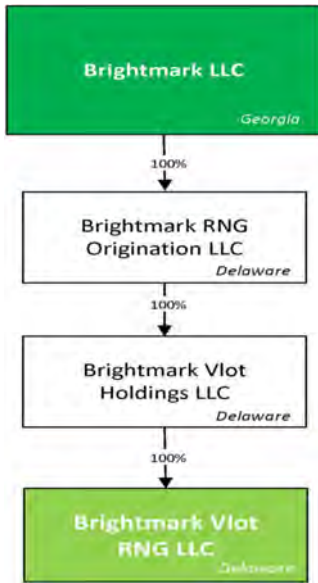 Brightmark LLC
Georgia
100%
Brightmark RNG
Origination LLC
Delaware
100%
Brightmark Vlot
Holdings LLC
Delaware
100%
Brightmark Vlot
RNG LLC
Delaware